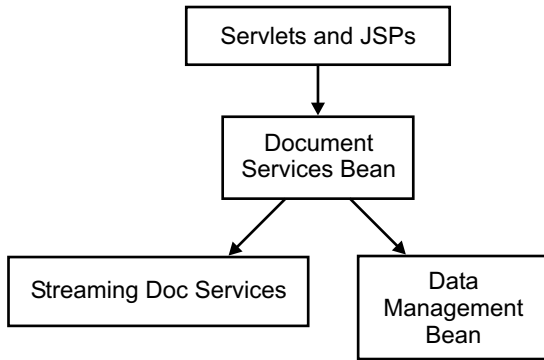 Servlets and JSPs
Document
Services Bean
Streaming Doc Services
Data
Management
Bean